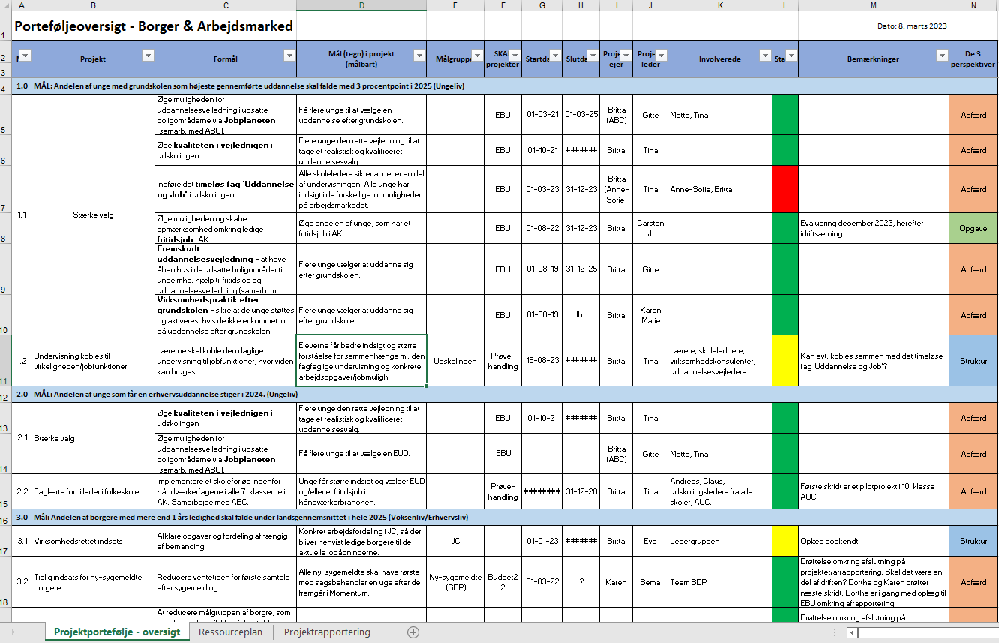 A B C D E F G H I J K L M N
1 Porteføljeoversigt - Borger & Arbejdsmarked Dato: 8. marts 2023
2 Projekt Formål Mål (tegn) i projekt (målbart) Målgruppe SKA projekter Startda Slutda Proje ejer Proje leder Involverede Sta Bemærkninger De 3 perspektiver
3
4 1.0 MÅL: Andelen af unge med grundskolen som højeste gennemførte uddannelse skal falde med 3 procentpoint i 2025 (Ungeliv)
1.1 Stærke valg
5 Øge muligheden for uddannelsesvejledning i udsatte boligområderne via Jobplaneten (samarb. med ABC). Få flere unge til at vælge en uddannelse efter grundskolen. EBU 01-03-21 01-03-25 Britta (ABC) Gitte Mette, Tina Adfærd
6 Øge kvaliteten i vejledningen i udskolingen Flere unge den rette vejledning til at tage et realistisk og kvalificeret uddannelsesvalg. EBU 01-10-21 ####### Britta Tina Adfærd
7 Indføre det timeløs fag 'Uddannelse og Job' i udskolingen. Alle skoleledere sikrer at det er en del af undervisningen. Alle unge har indsigt i de forskellige jobmuligheder på arbejdsmarkedet. EBU 01-03-23 31-12-23 Britta (Anne-Sofie) Tina Anne-Sofie, Britta Adfærd
8 Øge muligheden og skabe opmærksomhed omkring ledige fritidsjob i AK. Øge andelen af unge, som har et fritidsjob i AK. EBU 01-08-22 31-12-23 Britta Carsten J. Evaluering december 2023, herefter idriftsætning. Opgave
9 Fremskudt uddannelsesvejledning - at have åben hus i de udsatte boligområder til unge mhp. hjælp til fritidsjob og uddannelsesvejledning (samarb. m. Flere unge vælger at uddanne sig efter grundskolen. EBU 01-08-19 31-12-25 Britta Gitte Adfærd
10 Virksomhedspraktik efter grundskolen - sikre at de unge støttes og aktiveres, hvis de ikke er kommet ind på uddannelse efter grundskolen. Flere unge vælger at uddanne sig efter grundskolen. EBU 01-08-19 lb. Britta Karen Marie Adfærd
11 1.2 Undervisning kobles til virkeligheden/jobfunktioner Lærerne skal koble den daglige undervisning til jobfunktioner, hvor viden kan bruges. Eleverne får bedre indsigt og større forståelse for sammenhænge ml. den fagfaglige undervisning og konkrete arbejdsopgaver/jobmuligh. Udskolingen Prøve-handling 15-08-23 ####### Britta Tina Lærere, skoleleddere, virksomhedskonsulenter, uddannelsesvejledere Kan evt. kobles sammen med det timeløse fag 'Uddannelse og Job'? Struktur
12 2.0 MÅL: Andelen af unge som får en erhvervsuddannelse stiger i 2024. (Ungeliv)
2.1 Stærke valg
13 Øge kvaliteten i vejledningen i udskolingen Flere unge den rette vejledning til at tage et realistisk og kvalificeret uddannelsesvalg. EBU 01-10-21 ####### Britta Tina Adfærd
14 Øge muligheden for uddannelsesvejledning i udsatte boligområderne via Jobplaneten (samarb. med ABC). Få flere unge til at vælge en EUD. EBU Britta (ABC) Gitte Mette, Tina Adfærd
15 2.2 Faglærte forbilleder i folkeskolen Implementere et skoleforløb indenfor håndværkerfagene i alle 7. klasserne i AK. Samarbejde med ABC. Unge får større indsigt og vælger EUD og/eller et fritidsjob i håndværkerbranchen. Prøve-handling ######## 31-12-28 Britta Tina Andreas, Claus, udskolingsledere fra alle skoler, AUC. Første skridt er et pilotprojekt i 10. klasse i AUC. Adfærd
16 3.0 Mål: Andelen af borgere med mere end 1 års ledighed skal falde under landsgennemsnittet i hele 2025 (Voksenliv/Erhvervsliv)
17 3.1 Virksomhedsrettet indsats Afklare opgaver og fordeling afhængig af bemanding Konkret arbejdsfordeling i JC, så der bliver henvist ledige borgere til de aktuelle jobåbningerne. JC 01-01-23 ####### Britta Eva Ledergruppen Oplæg godkendt. Struktur
18 3.2 Tidlig indsats for ny-sygemeldte borgere Reducere ventetiden for første samtale efter sygemelding. Alle ny-sygemeldte skal have første med sagsbehandler en uge efter de fremgår i Momentum. Ny-sygemeldte (SDP) Budget2 2 01-03-22 ? Karen Sema Team SDP Drøftelse omkring afslutning på projektet/afrapportering. Skal det være en del af driften? Dorthe og Karen drøfter næste skridt. Dorthe er i gang med oplæg til EBU omkring afrapportering. Adfærd
At reducere målgruppen af borgre, som Drøftelse omkring afslutning på
Projektportefølje - oversigt Ressourceplan Projektrapportering